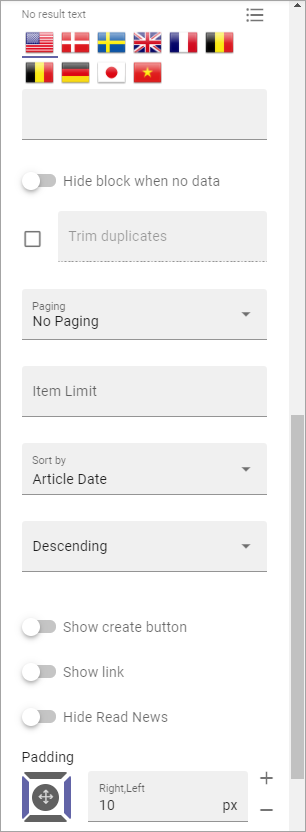 No result text
Hide block when no data
Trim duplicates
Paging
No Paging
Item Limit
Sort by
Article Date
Descending
Show create button
Show link
Hide Read News
Padding
Right,Left
10 px